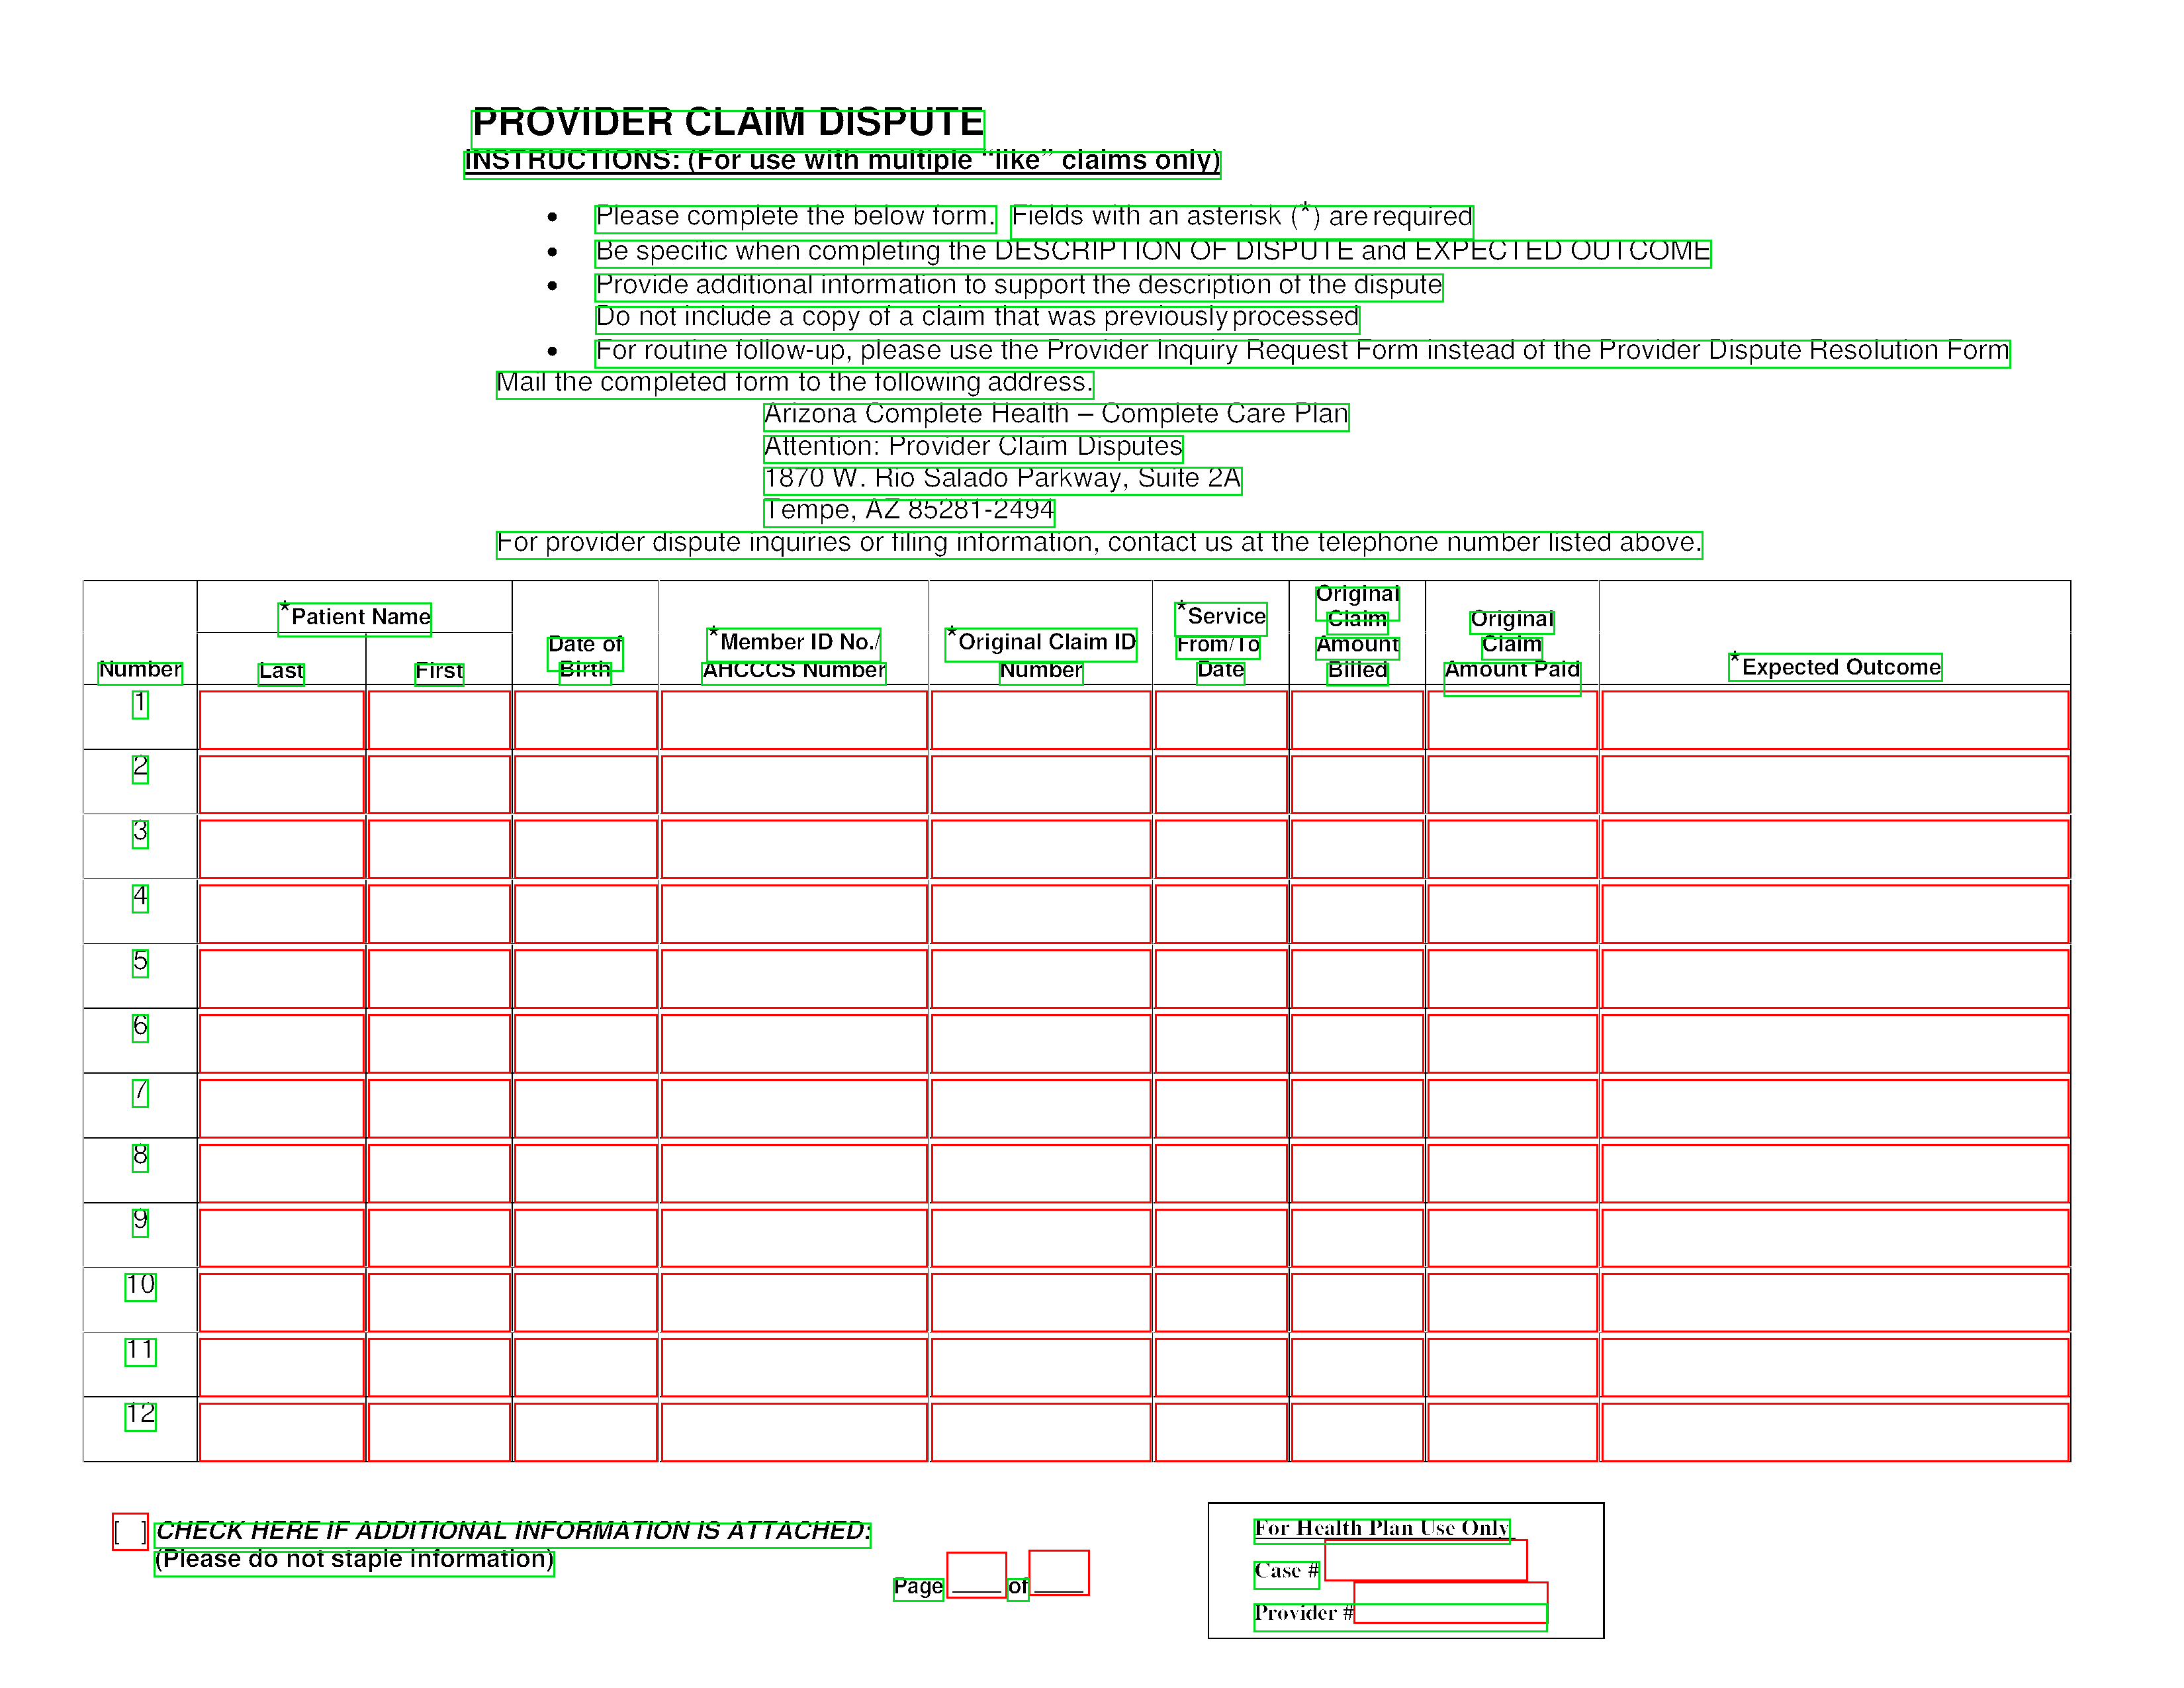 PROVIDER CLAIM DISPUTE
INSTRUCTIONS: (For use with multiple “like” claims only)
• Please complete the below form. Fields with an asterisk (*) are required
• Be specific when completing the DESCRIPTION OF DISPUTE and EXPECTED OUTCOME
• Provide additional information to support the description of the dispute
Do not include a copy of a claim that was previously processed
• For routine follow-up, please use the Provider Inquiry Request Form instead of the Provider Dispute Resolution Form
Mail the completed form to the following address.
Arizona Complete Health – Complete Care Plan
Attention: Provider Claim Disputes
1870 W. Rio Salado Parkway, Suite 2A
Tempe, AZ 85281-2494
For provider dispute inquiries or filing information, contact us at the telephone number listed above.
Number
*Patient Name
Last
First
Date of
Birth
*Member ID No./
AHCCCS Number
*Original Claim ID
Number
*Service
From/To
Date
Original
Claim
Amount
Billed
Original
Claim
Amount Paid
*Expected Outcome
1
2
3
4
5
6
7
8
9
10
11
12
[ ] CHECK HERE IF ADDITIONAL INFORMATION IS ATTACHED:
(Please do not staple information)
Page ____ of ____
For Health Plan Use Only
Case #
Provider #